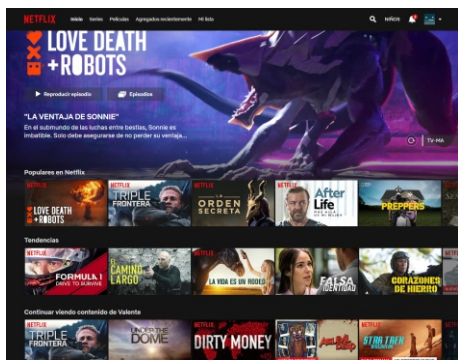 NETFLIX Inicio Series Películas Agregados recientemente Mi lista NIÑOS
LOVE DEATH
+ROBOTS
Reproducir episodio Episodios
"LA VENTAJA DE SONNIE"
En el submundo de las luchas entre bestias, Sonnie es
imbatible. Solo debe asegurarse de no perder su ventaja...
TV-MA
Populares en Netflix
NETFLIX
LOVE DEATH
+ROBOTS
NETFLIX
TRIPLE
FRONTERA
LA
ORDEN
SECRETA
NETFLIX
After
Life
PREPPERS
Tendencias
NETFLIX
FORMULA 1
DRIVE TO SURVIVE
EL
CAMINO
LARGO
NETFLIX
LA VIDA ES UN RODEO
FALSA
IDENTIDAD
NETFLIX
CORAZONES
DE HIERRO
Continuar viendo contenido de Valente
NETFLIX
TRIPLE
FRONTERA
UNDER THE
DOME
NETFLIX
DIRTY MONEY
NETFLIX
STAR TREK